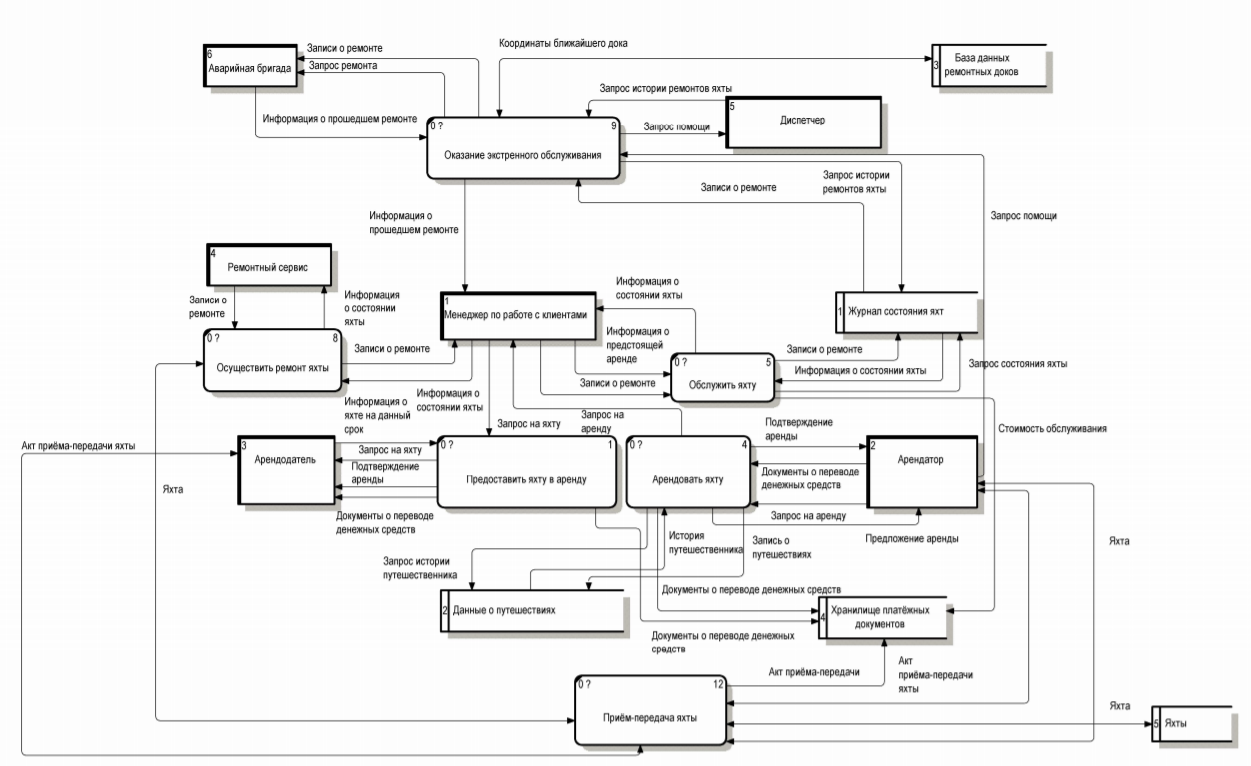 Координаты ближайшего дока
6
Аварийная бригада
Записи о ремонте
Запрос ремонта
3
База данных
ремонтных доков
Запрос истории ремонтов яхты
5
Диспетчер
Информация о прошедшем ремонте
Запрос помощи
0 ?
9
Оказание экстренного обслуживания
Запрос истории
ремонтов яхты
Записи о ремонте
Запрос помощи
Информация о
прошедшем ремонте
4
Ремонтный сервис
Информация о
состоянии яхты
Записи о
ремонте
Информация
о состоянии
яхты
1
Менеджер по работе с клиентами
1
Журнал состояния яхт
Информация о
предстоящей
аренде
0 ?
8
Осуществить ремонт яхты
Записи о ремонте
0 ?
5
Обслужить яхту
Записи о ремонте
Информация о состоянии яхты
Запрос состояния яхты
Записи о ремонте
Информация о
состоянии яхты
Информация о
яхте на данный
срок
Запрос на яхту
Запрос на
аренду
Подтверждение
аренды
Стоимость обслуживания
Акт приёма-передачи яхты
3
Арендодатель
Запрос на яхту
Подтверждение
аренды
Документы о переводе
денежных средств
0 ?
1
Предоставить яхту в аренду
0 ?
4
Арендовать яхту
Документы о переводе
денежных средств
2
Арендатор
Яхта
Запрос на аренду
Предложение аренды
Яхта
История
путешественника
Запись о
путешествиях
Запрос истории
путешественника
Документы о переводе денежных средств
2
Данные о путешествиях
4
Хранилище платёжных
документов
Документы о переводе денежных
средств
Акт приёма-передачи
Акт
приёма-передачи
яхты
0 ?
12
Приём-передача яхты
Яхта
5
Яхты